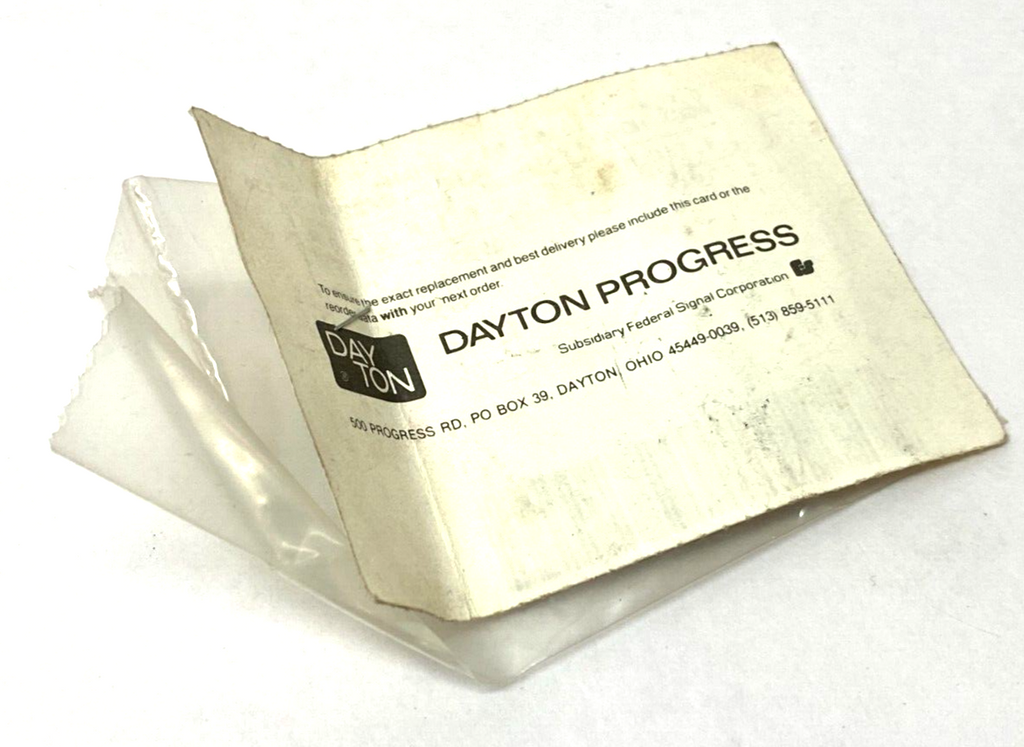 To ensure the exact replacement and best delivery please include this card or the
reorder data with your next order.
DAYTON PROGRESS
Subsidiary Federal Signal Corporation
DAY
TON
®
500 PROGRESS RD. PO BOX 39, DAYTON, OHIO 45449-0039, (513) 859-5111